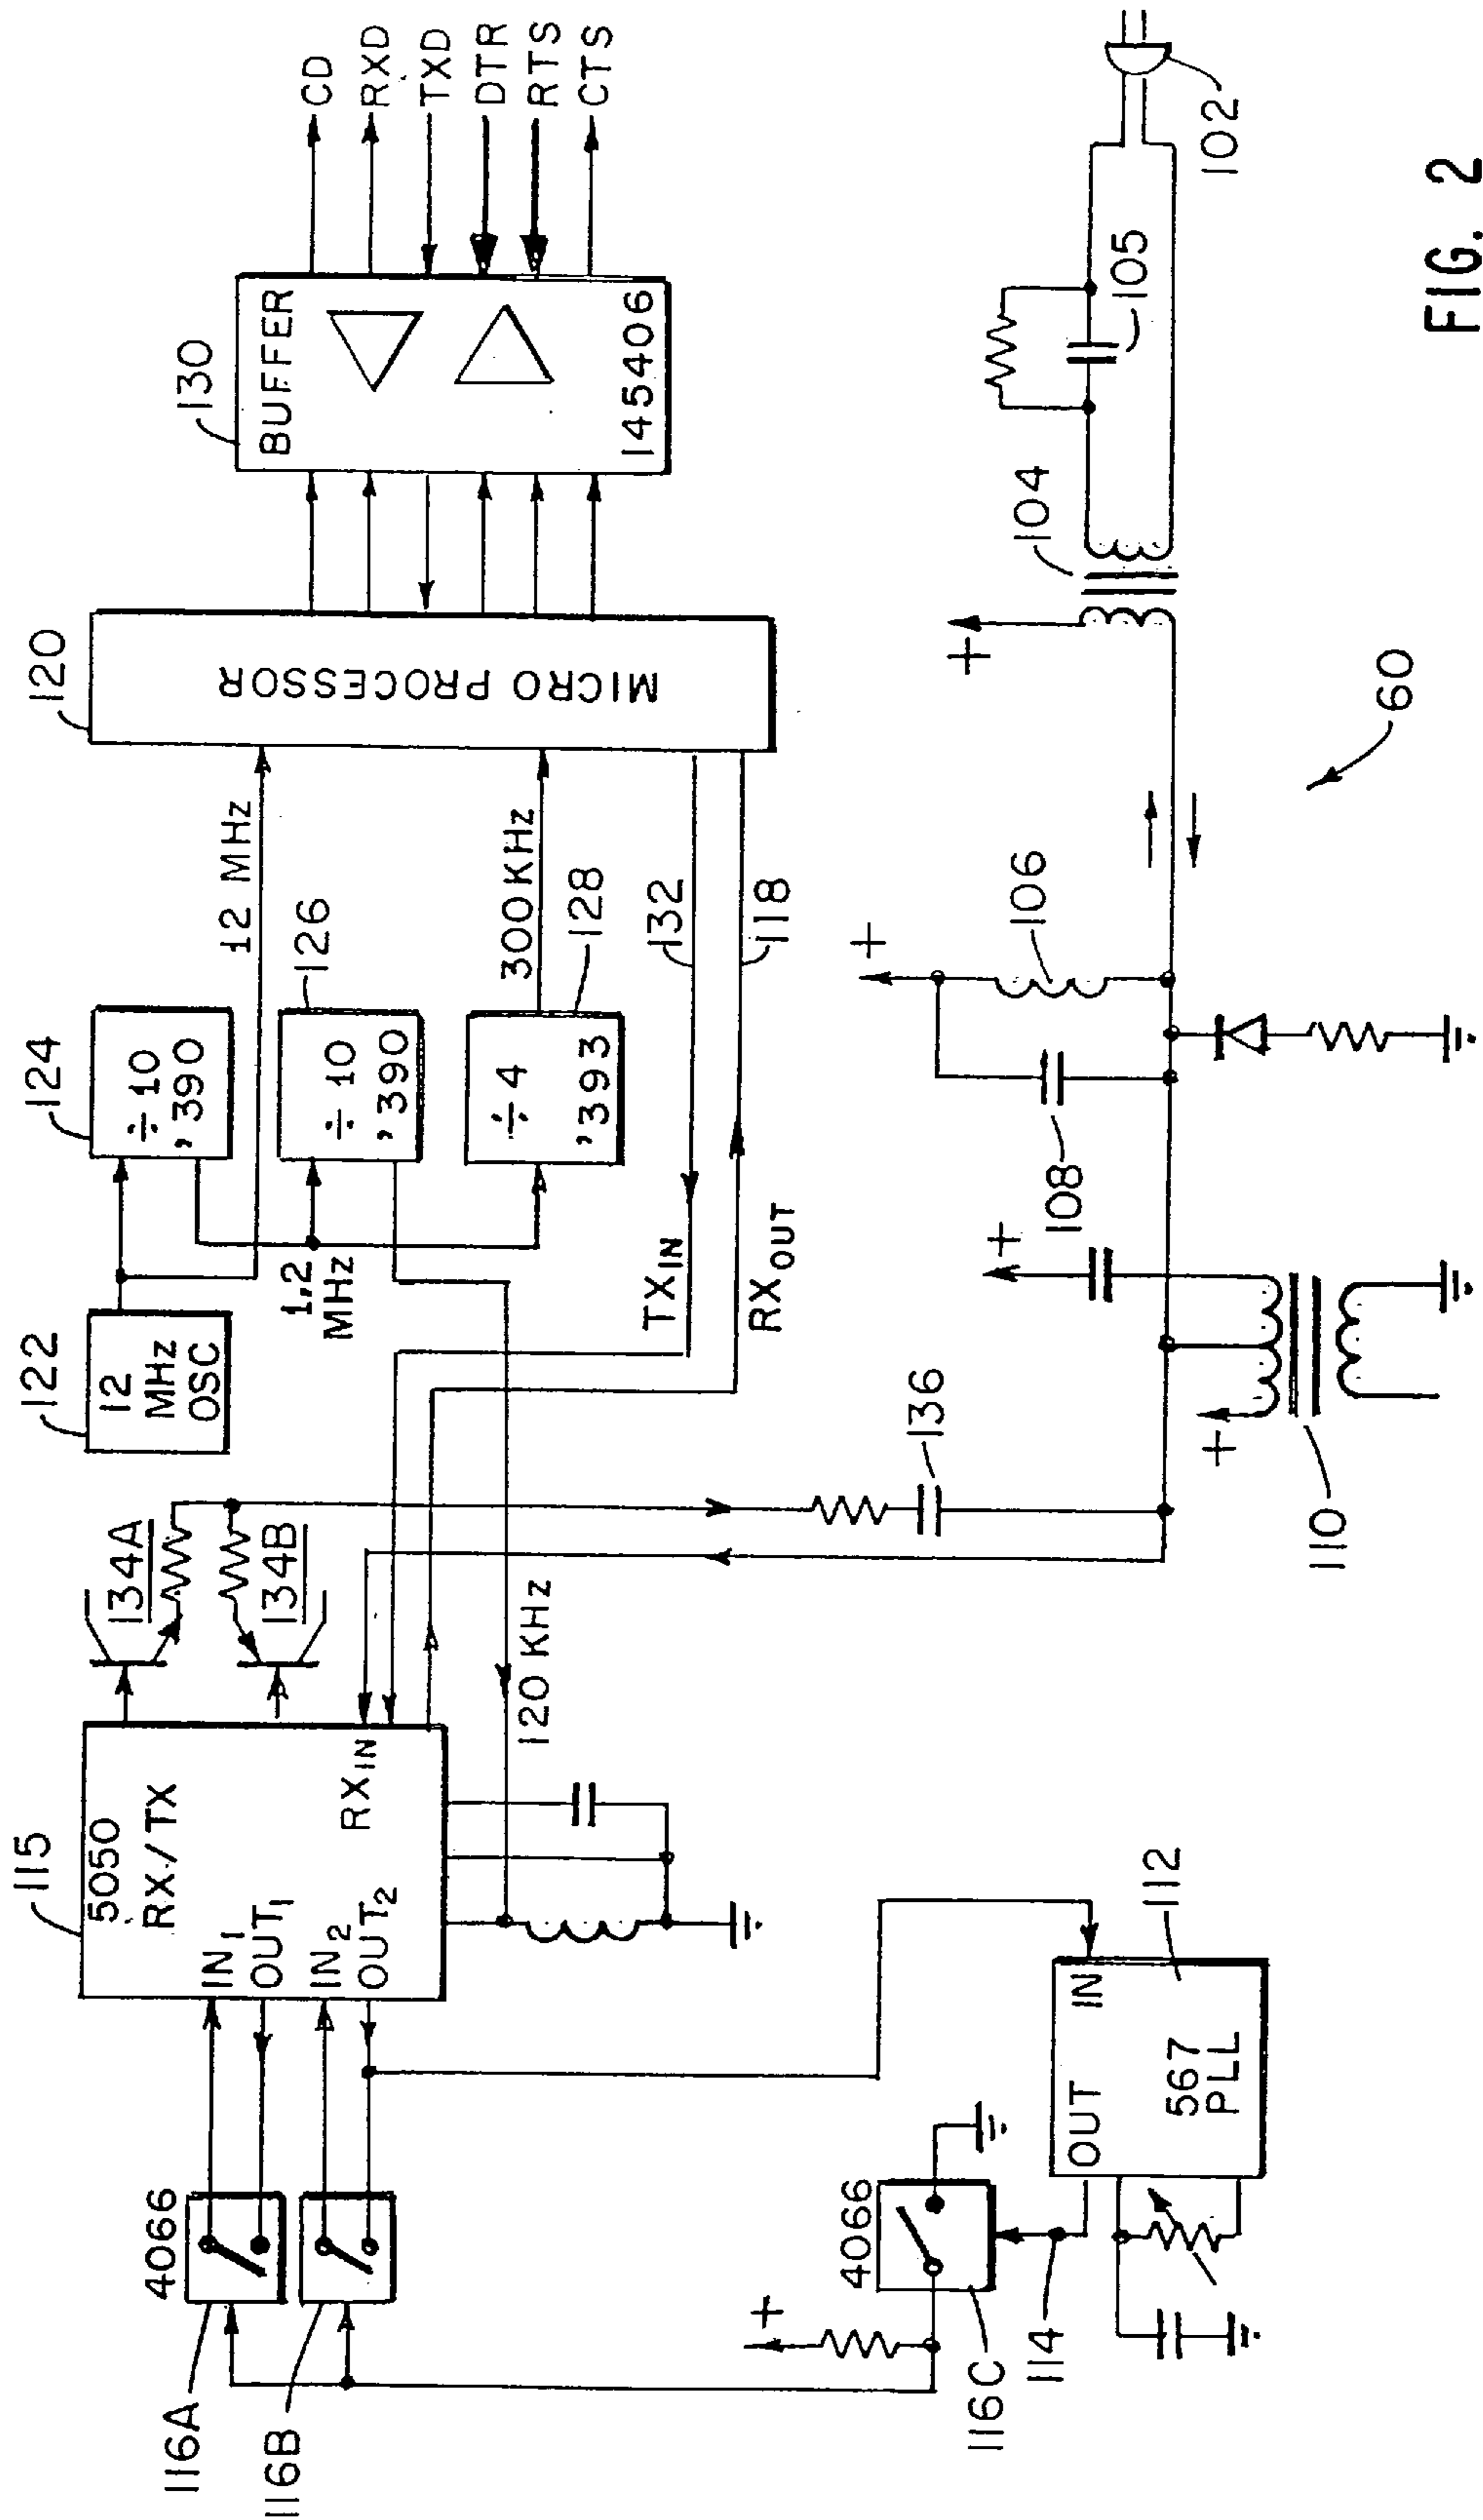 115
5050
RX/TX
IN1
OUT1
IN2
OUT2
RXIN
134A
134B
122
12
MHz
OSC
124
÷10
'390
126
÷10
'390
÷4
'393
128
1,2
MHz
12 MHz
300KHz
120 KHz
TXIN
RXOUT
132
118
120
MICRO PROCESSOR
130
BUFFER
145406
CD
RXD
TXD
DTR
RTS
CTS
4066
116A
116B
4066
116C
114
OUT
IN
567
PLL
112
136
110
+
+
108
+
106
+
104
105
102
+
60
FIG. 2